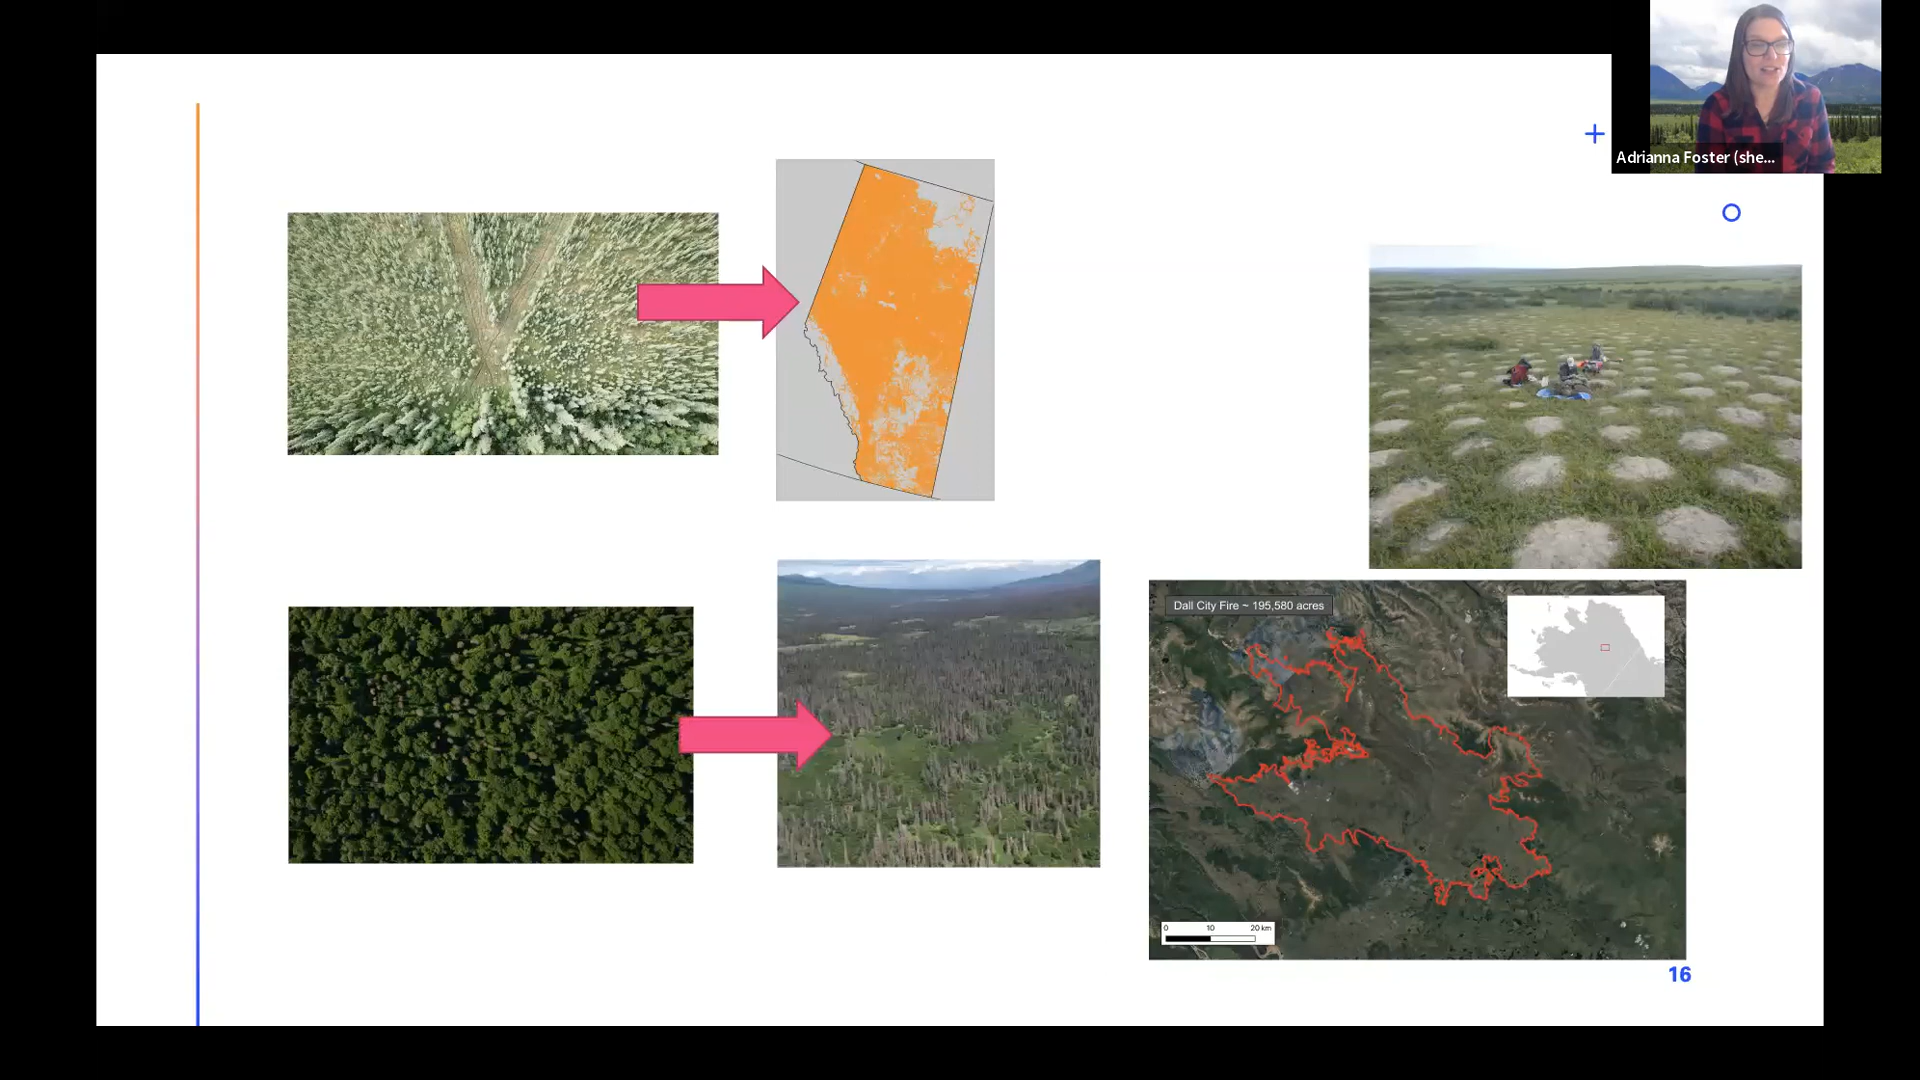 Adrianna Foster (she...
Dall City Fire ~ 195,580 acres
0 10 20 km
16